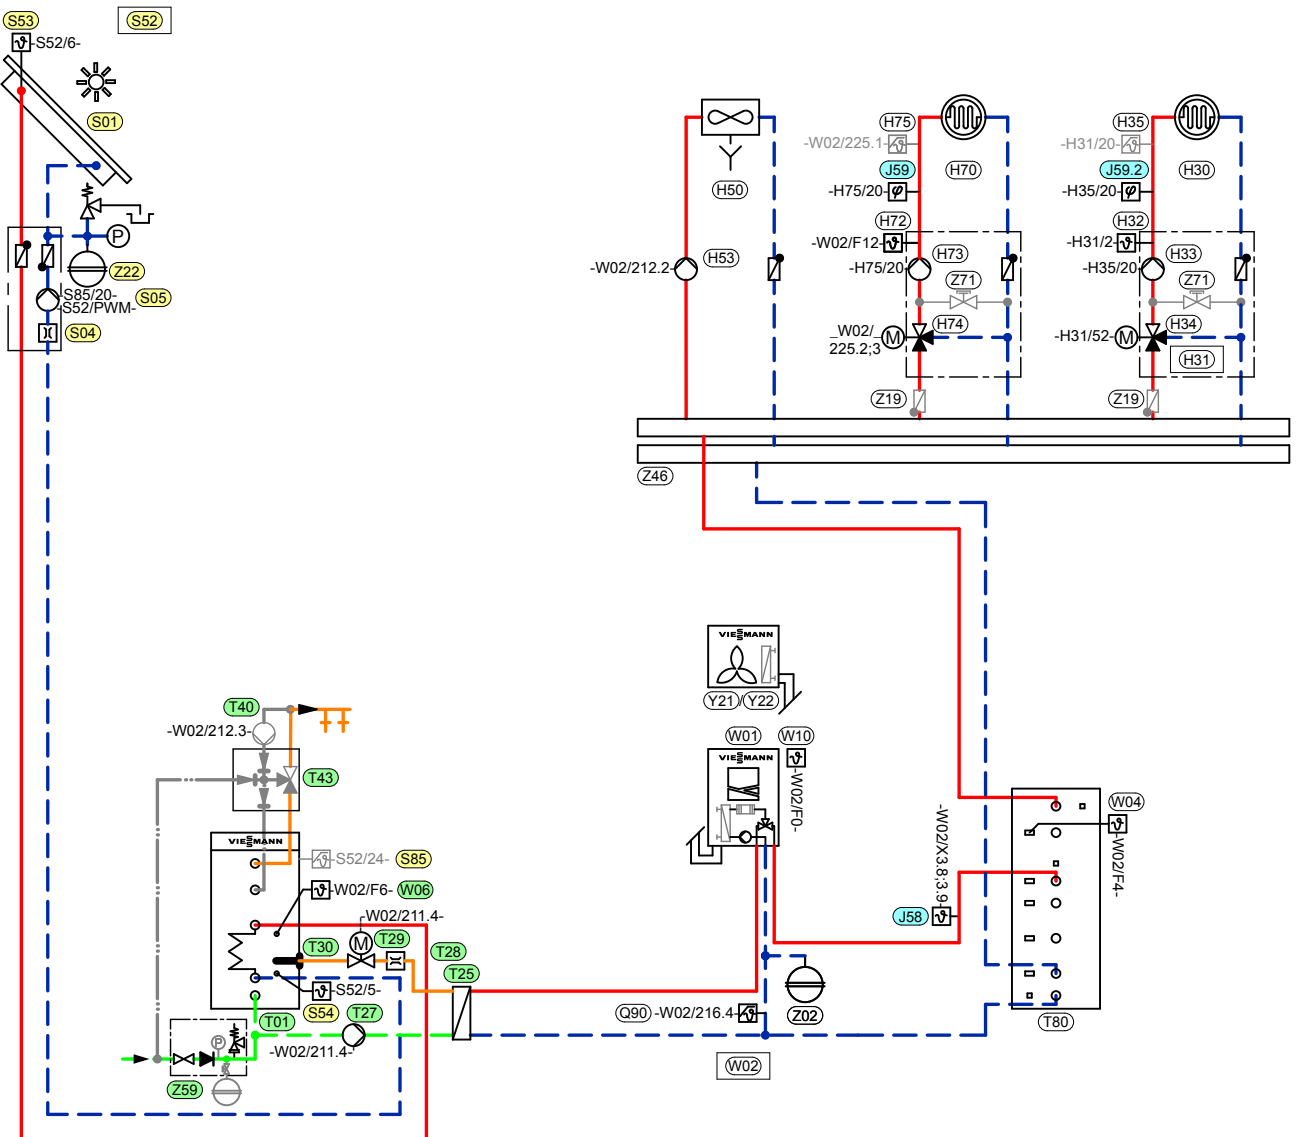 S53
S52
-S52/6-
S01
P
Z22
-S85/20-
-S52/PWM-
S05
S04
H50
-W02/212.2-
H53
H75
-W02/225.1-
J59
H70
-H75/20-
H72
-W02/F12-
H73
-H75/20-
Z71
_W02/_
225.2;3
M
H74
Z19
H35
-H31/20-
J59.2
H30
-H35/20-
H32
-H31/2-
H33
-H35/20-
Z71
-H31/52-
M
H34
H31
Z19
Z46
VIESMANN
Y21/Y22
W01
W10
VIESMANN
-W02/F0-
T40
-W02/212.3-
T43
VIESMANN
-S52/24-
S85
-W02/F6-
W06
-W02/211.4-
T30
M
T29
T28
T25
-S52/5-
S54
T01
T27
-W02/211.4-
P
Z59
Q90
-W02/216.4-
Z02
W02
J58
-W02/X3.8;3.9-
W04
-W02/F4-
T80